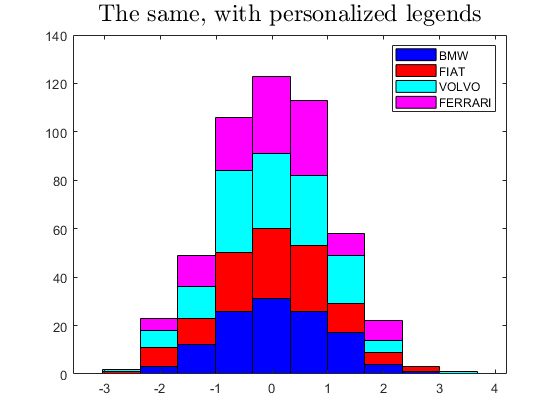 The same, with personalized legends
140
120
100
80
60
40
20
0
BMW
FIAT
VOLVO
FERRARI
-3 -2 -1 0 1 2 3 4